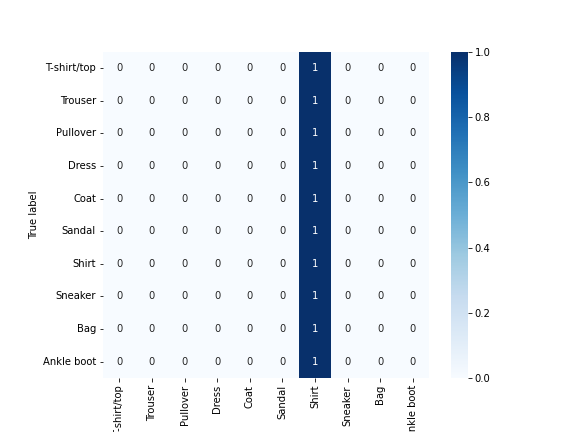 T-shirt/top 0 0 0 0 0 0 1 0 0 0
Trouser 0 0 0 0 0 0 1 0 0 0
Pullover 0 0 0 0 0 0 1 0 0 0
Dress 0 0 0 0 0 0 1 0 0 0
Coat 0 0 0 0 0 0 1 0 0 0
Sandal 0 0 0 0 0 0 1 0 0 0
Shirt 0 0 0 0 0 0 1 0 0 0
Sneaker 0 0 0 0 0 0 1 0 0 0
Bag 0 0 0 0 0 0 1 0 0 0
Ankle boot 0 0 0 0 0 0 1 0 0 0
True label
-shirt/top
Trouser
Pullover
Dress
Coat
Sandal
Shirt
Sneaker
Bag
nkle boot
1.0
0.8
0.6
0.4
0.2
0.0